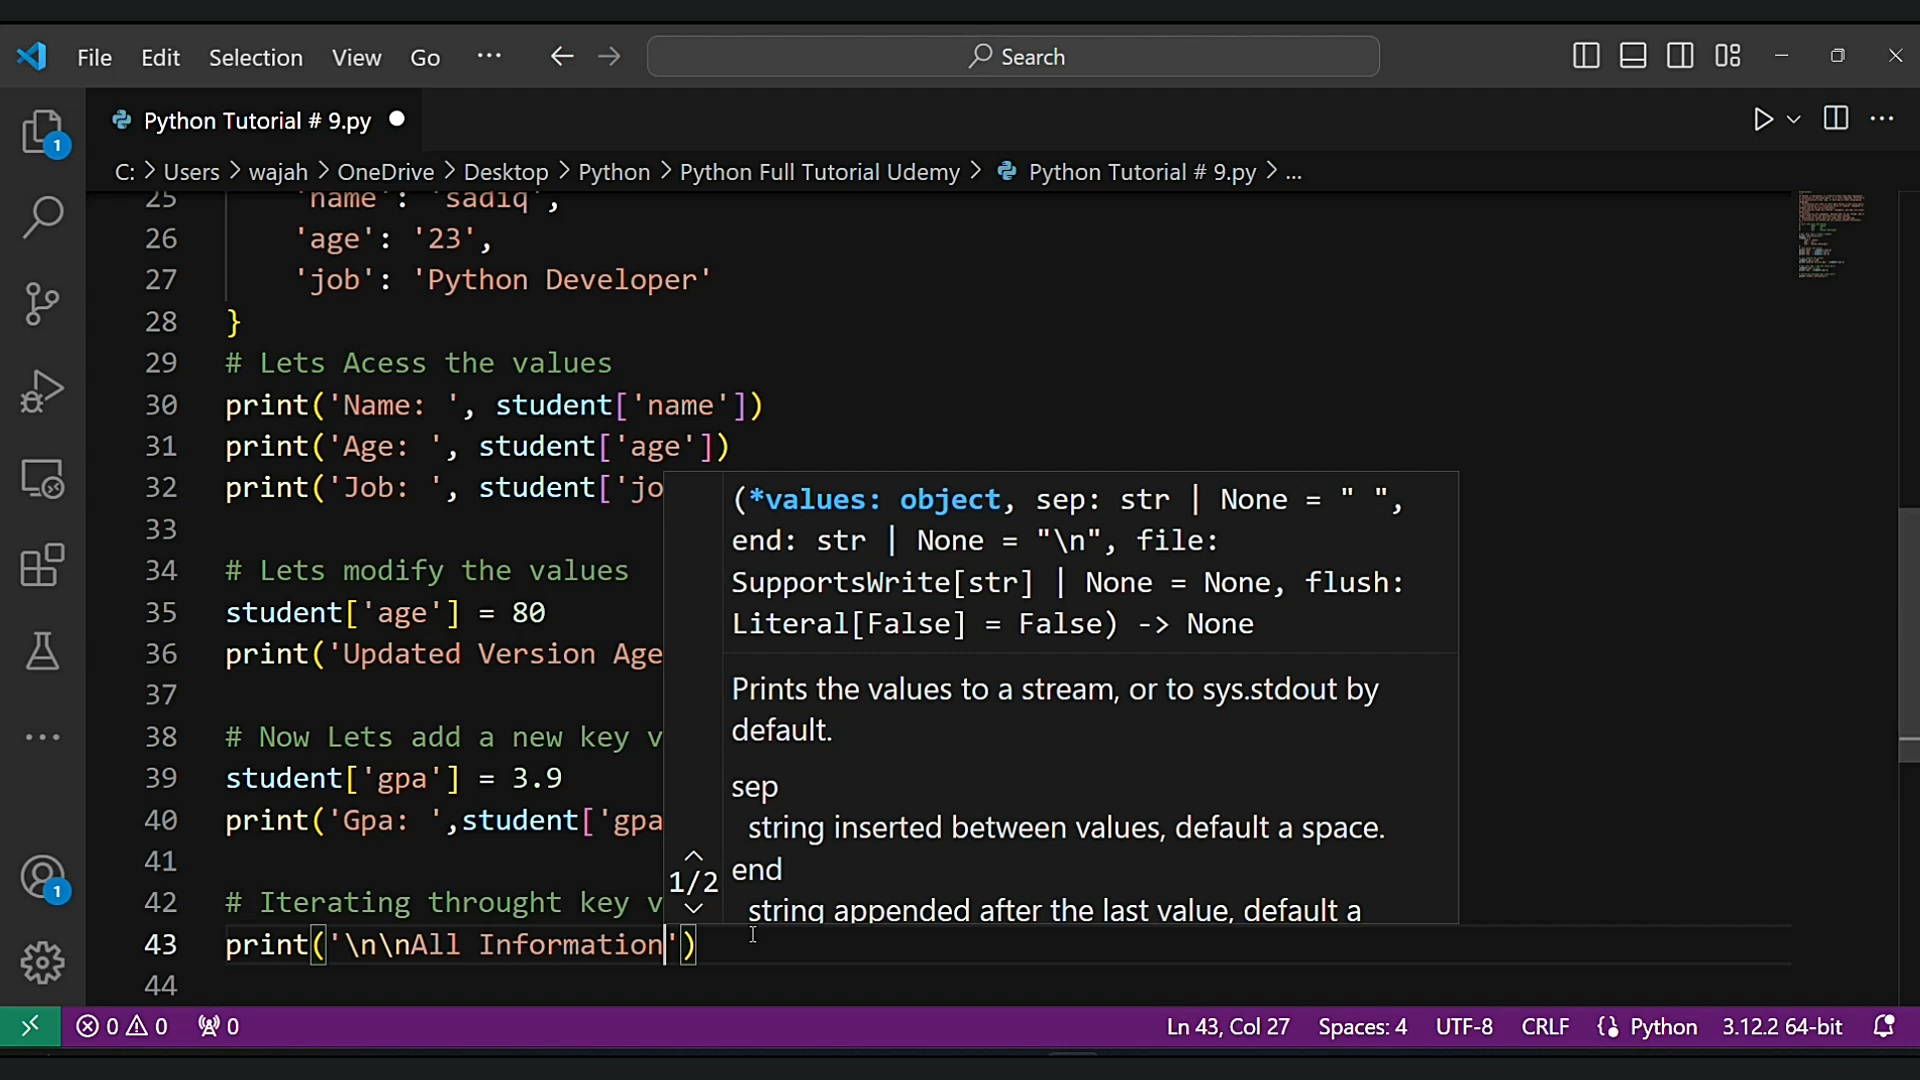 File Edit Selection View Go ··· Search
Python Tutorial # 9.py
C: > Users > wajah > OneDrive > Desktop > Python > Python Full Tutorial Udemy > Python Tutorial # 9.py > ...
25 'name': 'sadiq',
26 'age': '23',
27 'job': 'Python Developer'
28 }
29 # Lets Acess the values
30 print('Name: ', student['name'])
31 print('Age: ', student['age'])
32 print('Job: ', student['jo
33
34 # Lets modify the values
35 student['age'] = 80
36 print('Updated Version Age
37
38 # Now Lets add a new key v
39 student['gpa'] = 3.9
40 print('Gpa: ',student['gpa
41
42 # Iterating throught key v
43 print('\n\nAll Information')
44
(*values: object, sep: str | None = " ",
end: str | None = "\n", file:
SupportsWrite[str] | None = None, flush:
Literal[False] = False) -> None
Prints the values to a stream, or to sys.stdout by
default.
sep
string inserted between values, default a space.
end
string appended after the last value, default a
1/2
1
1
0 0 0 Ln 43, Col 27 Spaces: 4 UTF-8 CRLF Python 3.12.2 64-bit